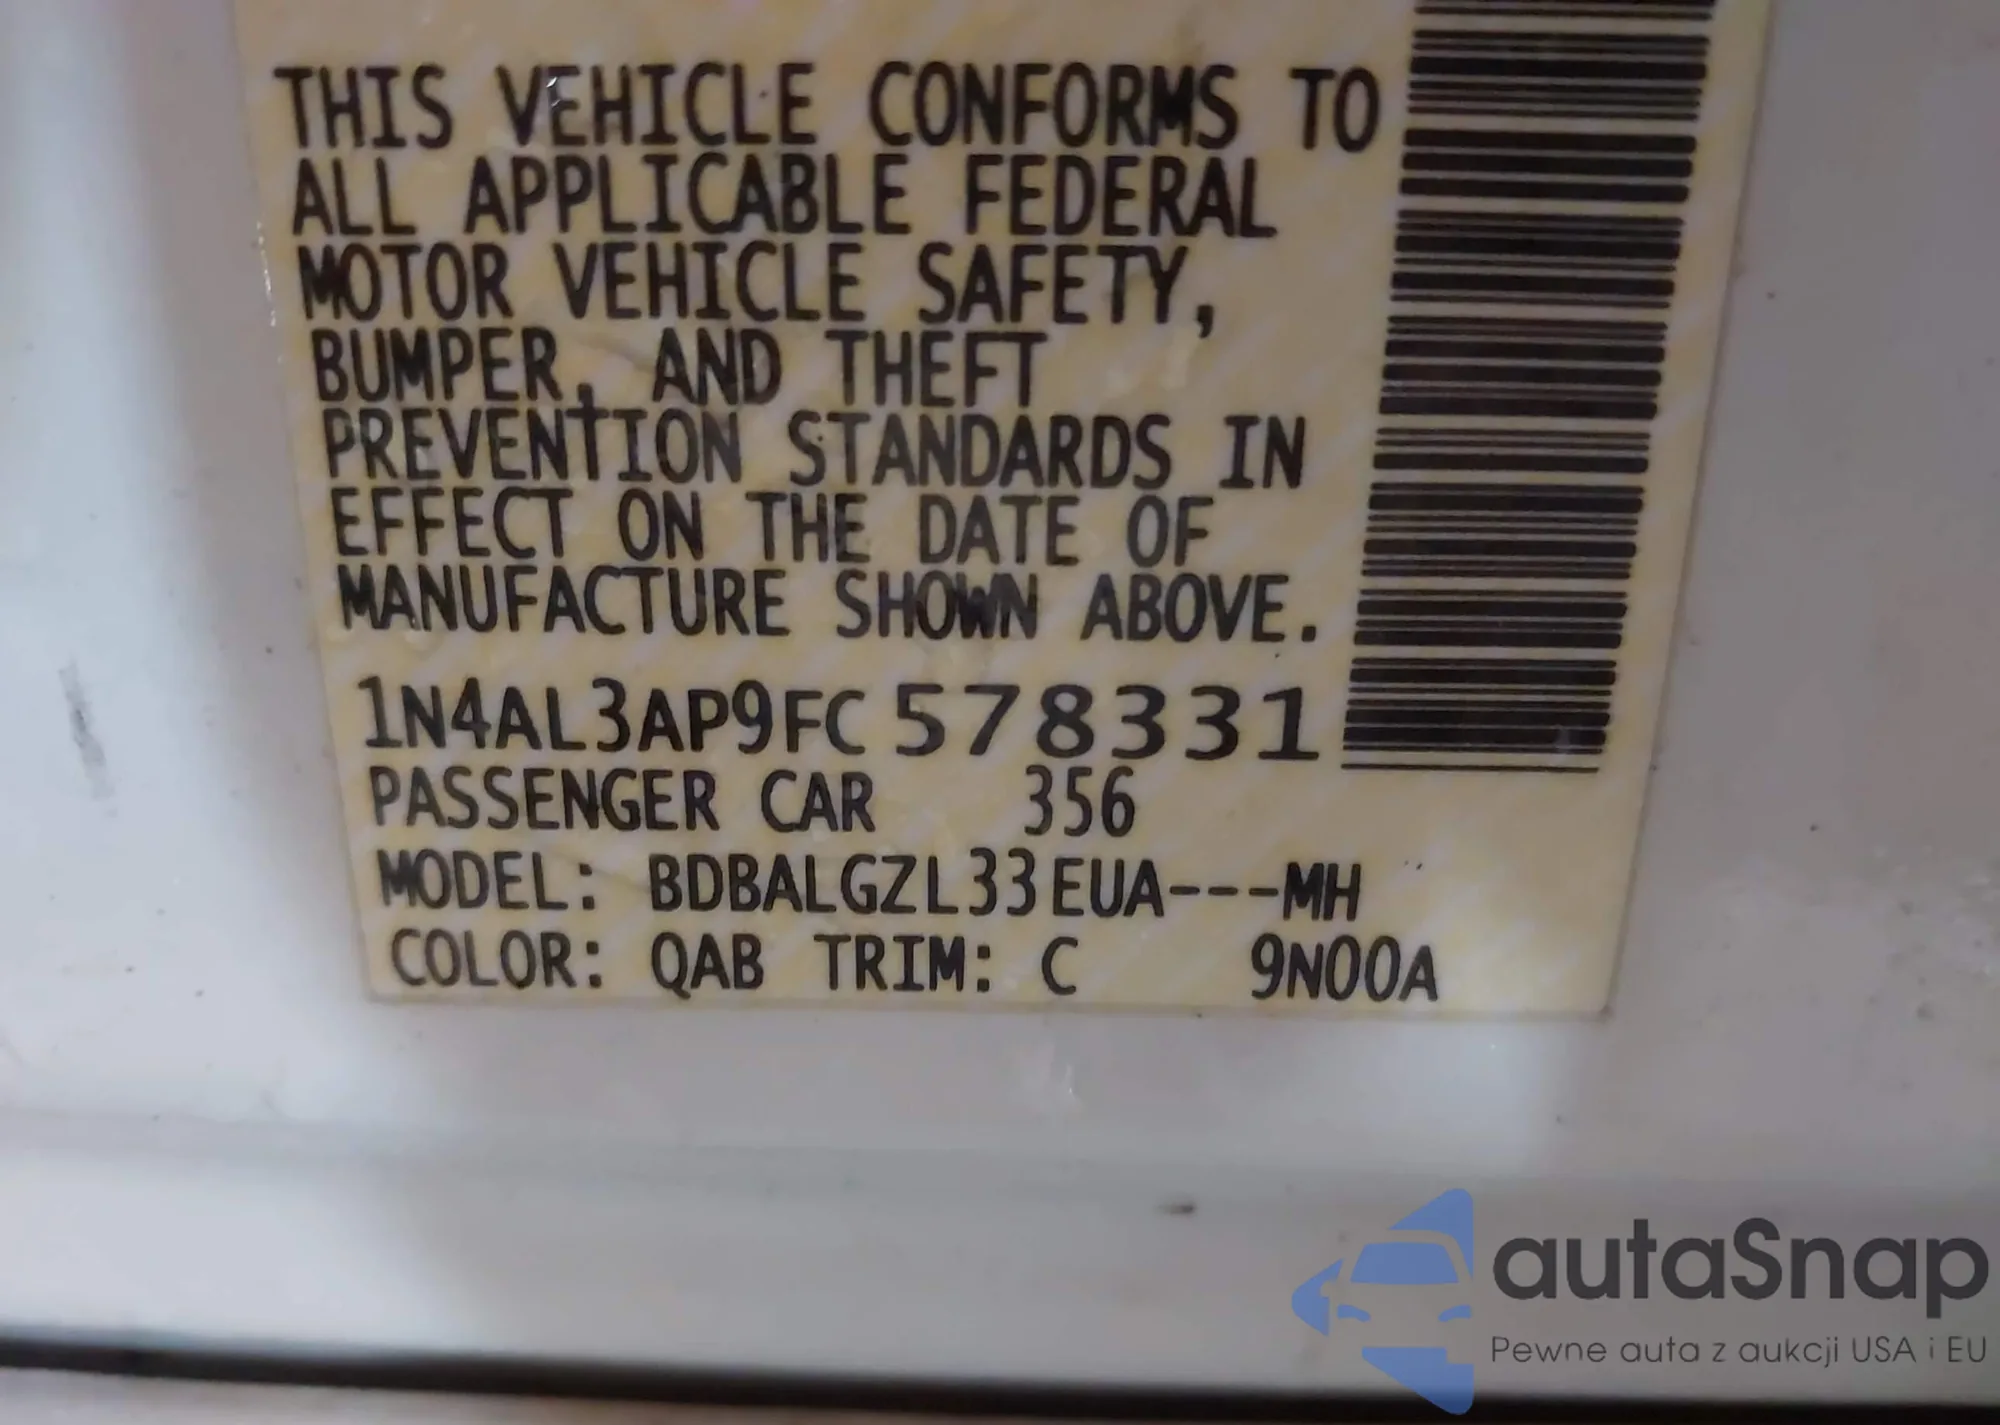 THIS VEHICLE CONFORMS TO
ALL APPLICABLE FEDERAL
MOTOR VEHICLE SAFETY,
BUMPER, AND THEFT
PREVENTION STANDARDS IN
EFFECT ON THE DATE OF
MANUFACTURE SHOWN ABOVE.
1N4AL3AP9FC578331
PASSENGER CAR 356
MODEL: BDBALGZL33EUA---MH
COLOR: QAB TRIM: C 9N00A
autaSnap
Pewne auta z aukcji USA i EU